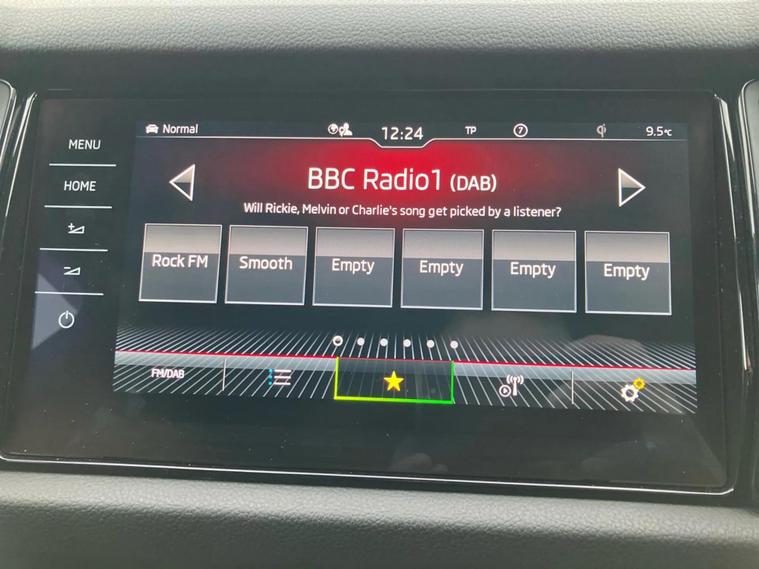 Normal 12:24 TP 7 9.5°C
MENU
HOME
BBC Radio1 (DAB)
Will Rickie, Melvin or Charlie's song get picked by a listener?
Rock FM Smooth Empty Empty Empty Empty
FM/DAB